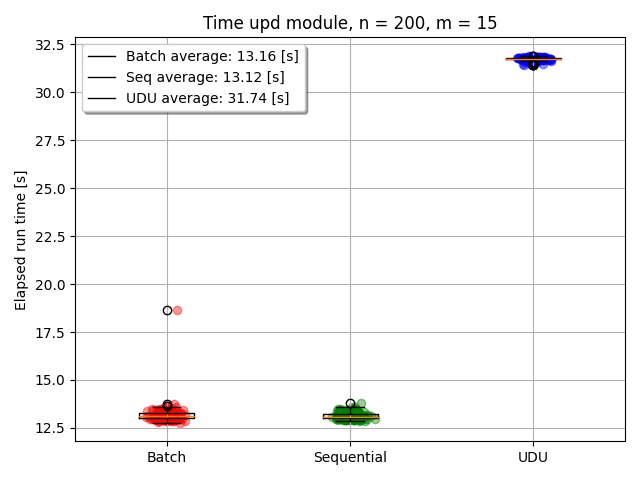 Time upd module, n = 200, m = 15
Batch average: 13.16 [s]
Seq average: 13.12 [s]
UDU average: 31.74 [s]
Elapsed run time [s]
32.5
30.0
27.5
25.0
22.5
20.0
17.5
15.0
12.5
Batch
Sequential
UDU